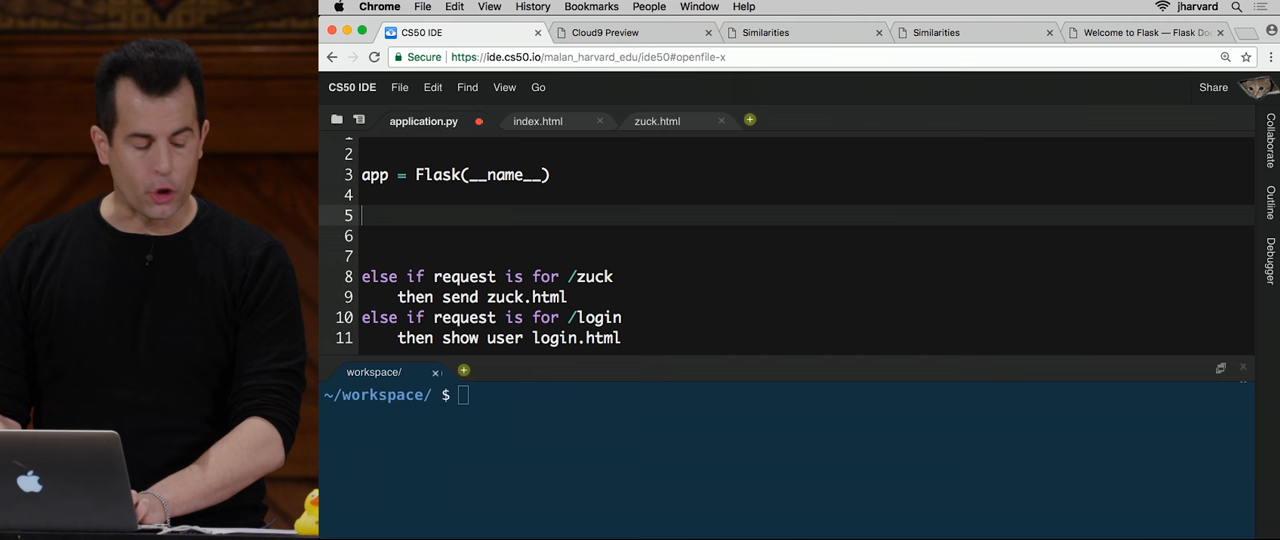 Chrome File Edit View History Bookmarks People Window Help jharvard
CS50 IDE Cloud9 Preview Similarities Similarities Welcome to Flask — Flask Do
Secure https://ide.cs50.io/malan_harvard_edu/ide50#openfile-x
CS50 IDE File Edit Find View Go Share
application.py index.html zuck.html
1
2
3 app = Flask(__name__)
4
5
6
7
8 else if request is for /zuck
9 then send zuck.html
10 else if request is for /login
11 then show user login.html
Collaborate
Outline
Debugger
workspace/
~/workspace/ $